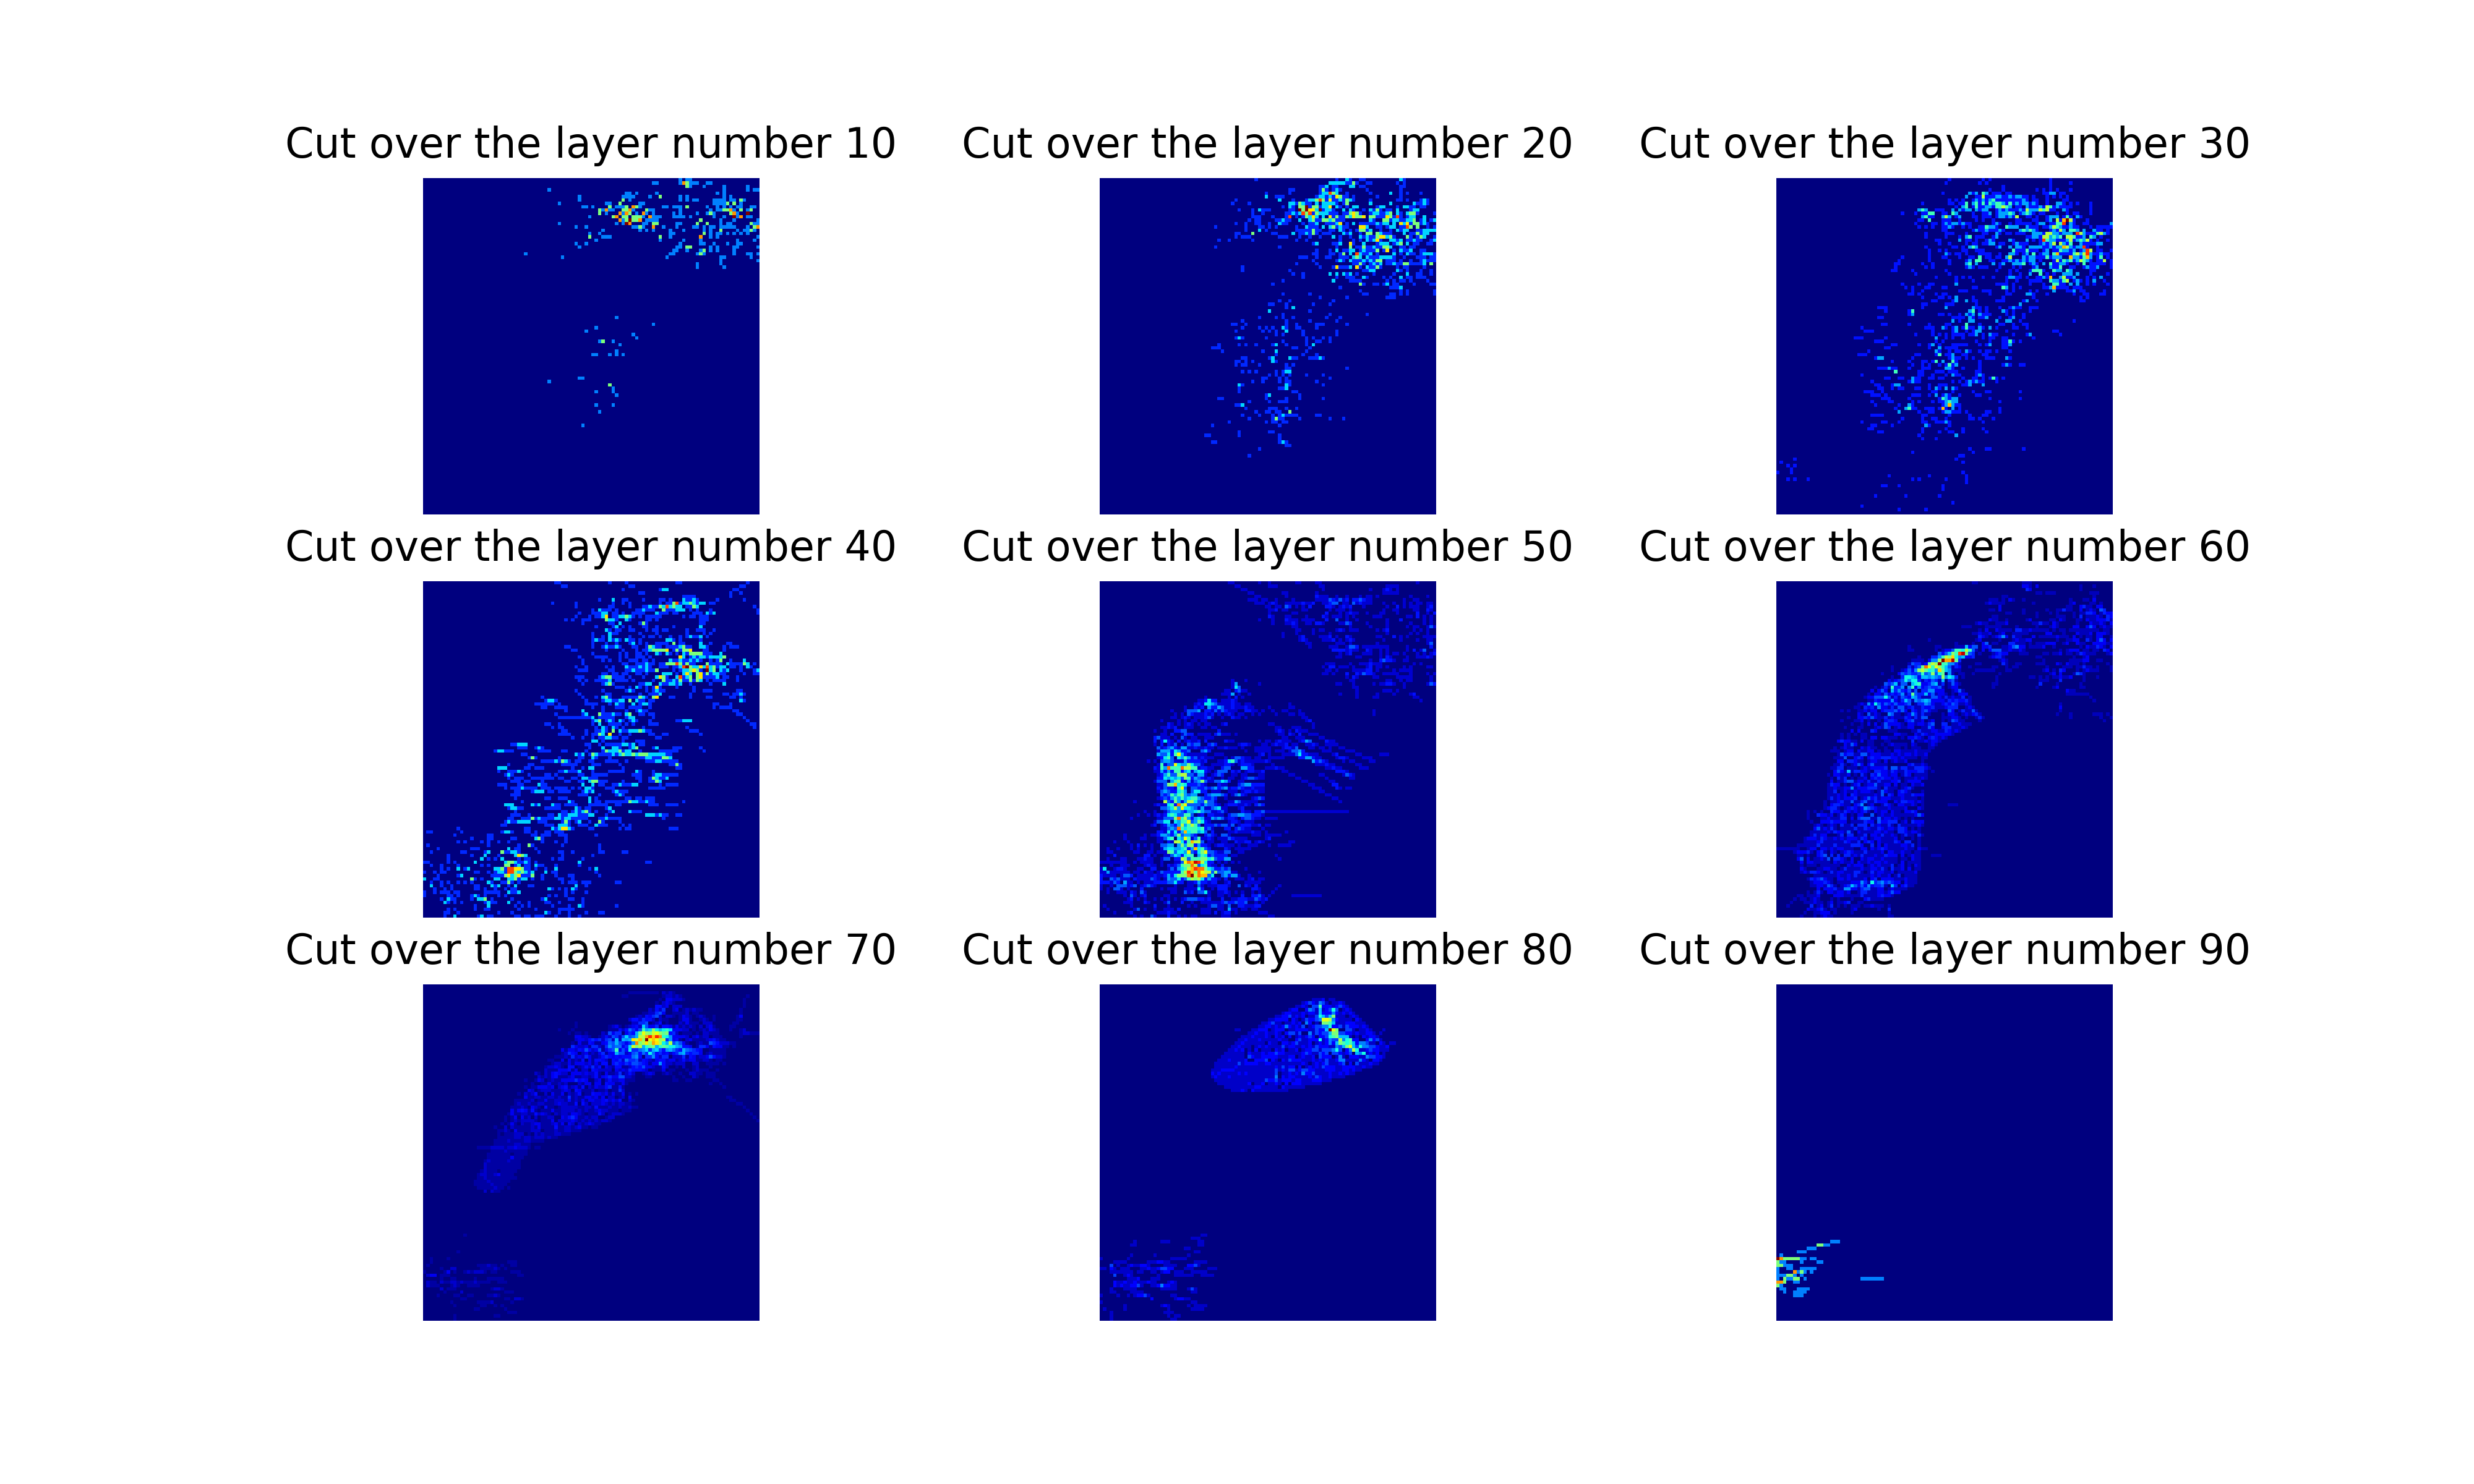 Cut over the layer number 10
Cut over the layer number 20
Cut over the layer number 30
Cut over the layer number 40
Cut over the layer number 50
Cut over the layer number 60
Cut over the layer number 70
Cut over the layer number 80
Cut over the layer number 90